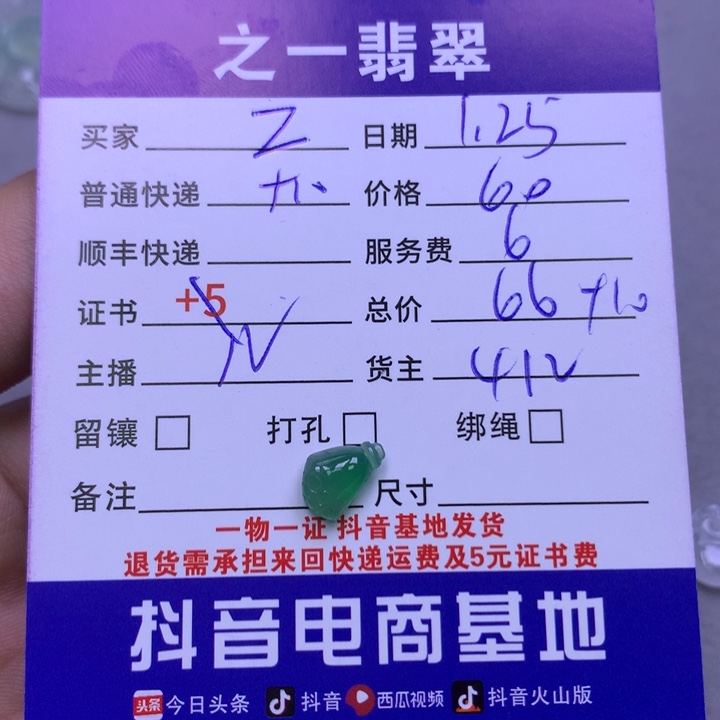 之一翡翠
买家 Z 日期 1.25
普通快递 +10 价格 60
顺丰快递 服务费 6
证书 +5 总价 66 +10
主播 货主 412
留镶 打孔 绑绳
备注 尺寸
一物一证 抖音基地发货
退货需承担来回快递运费及5元证书费
抖音电商基地
头条 今日头条 抖音 西瓜视频 抖音火山版